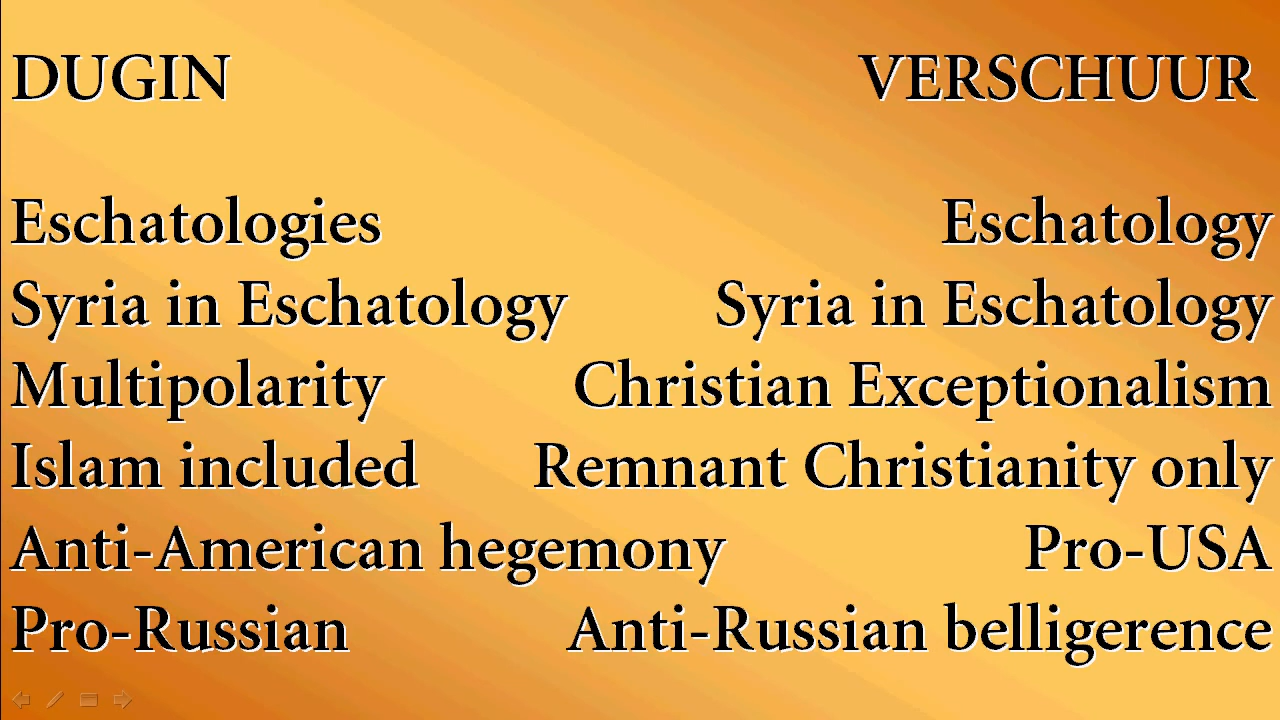 DUGIN VERSCHUUR
Eschatologies Eschatology
Syria in Eschatology Syria in Eschatology
Multipolarity Christian Exceptionalism
Islam included Remnant Christianity only
Anti-American hegemony Pro-USA
Pro-Russian Anti-Russian belligerence